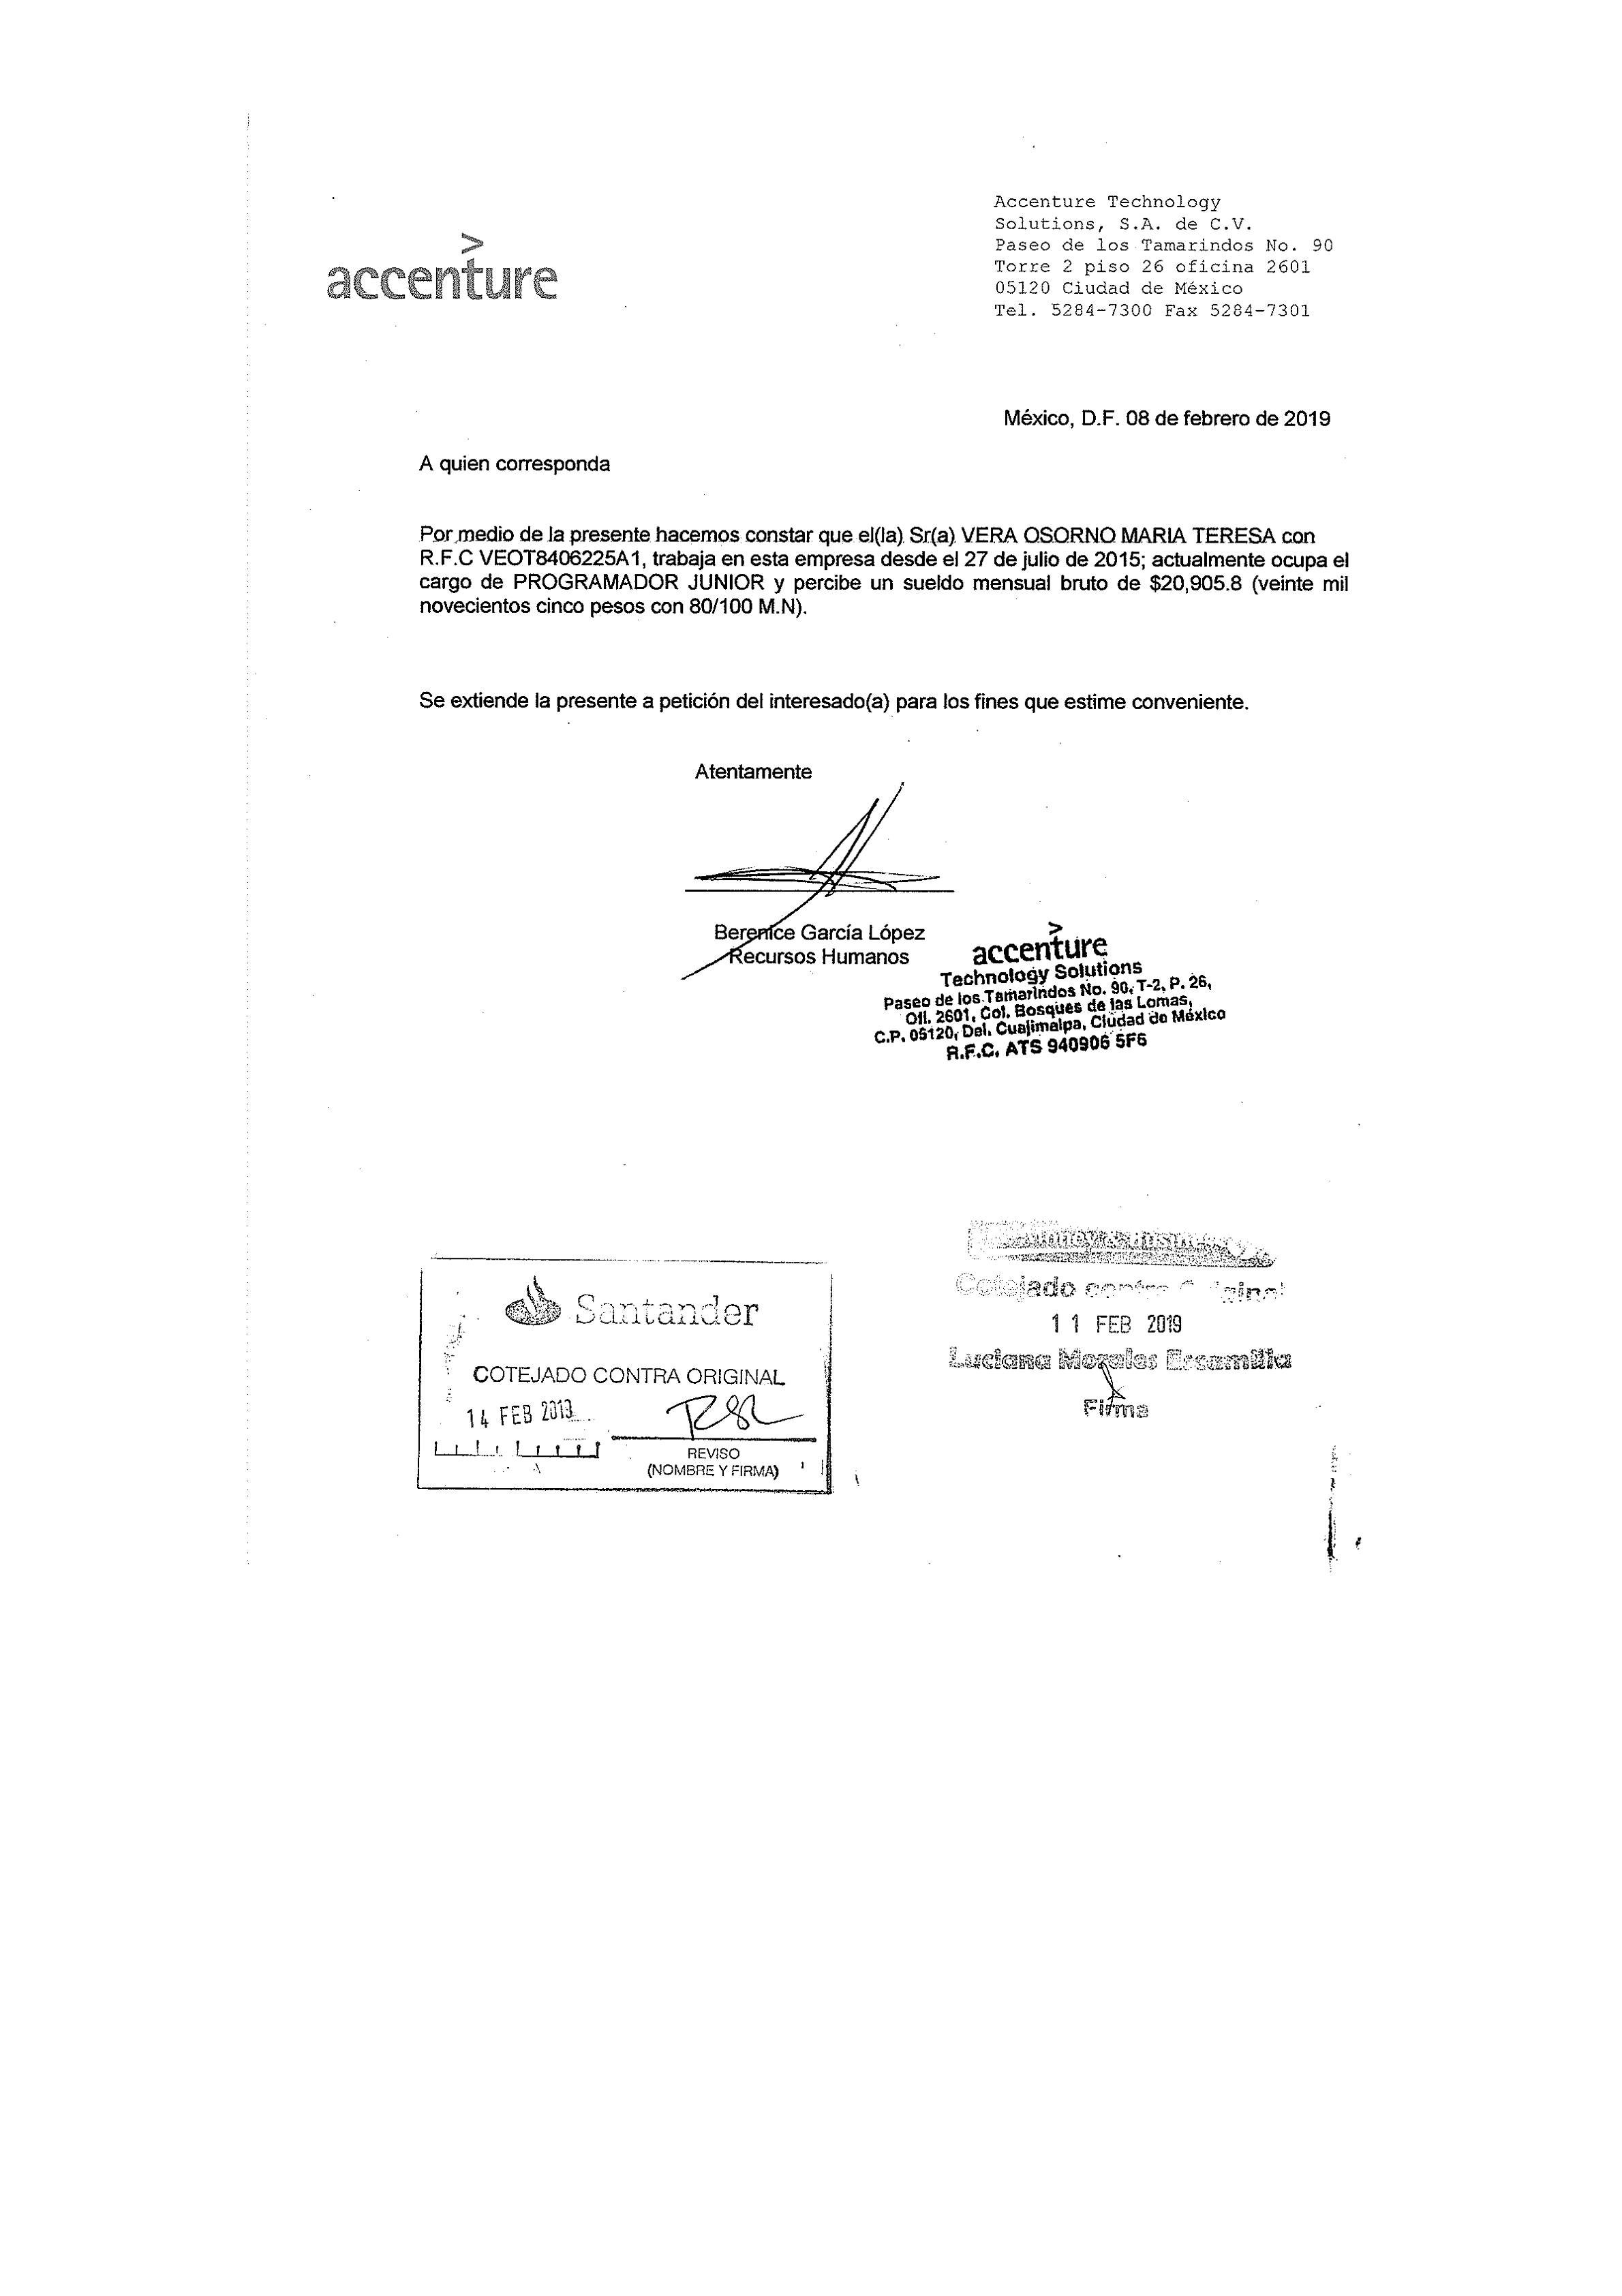 accenture
Accenture Technology
Solutions, S.A. de C.V.
Paseo de los Tamarindos No. 90
Torre 2 piso 26 oficina 2601
05120 Ciudad de México
Tel. 5284-7300 Fax 5284-7301
México, D.F. 08 de febrero de 2019
A quien corresponda
Por medio de la presente hacemos constar que el(la) Sr(a) VERA OSORNO MARIA TERESA con
R.F.C VEOT8406225A1, trabaja en esta empresa desde el 27 de julio de 2015; actualmente ocupa el
cargo de PROGRAMADOR JUNIOR y percibe un sueldo mensual bruto de $20,905.8 (veinte mil
novecientos cinco pesos con 80/100 M.N).
Se extiende la presente a petición del interesado(a) para los fines que estime conveniente.
Atentamente
Berenice García López
Recursos Humanos
accenture
Technology Solutions
Paseo de los Tamarindos No. 90, T-2, P. 26,
Ofi. 2601, Col. Bosques de las Lomas,
C.P. 05120, Del. Cuajimalpa, Ciudad de México
R.F.C. ATS 940906 5F6
Santander
COTEJADO CONTRA ORIGINAL
14 FEB 2019
REVISO
(NOMBRE Y FIRMA)
Cotejado contra
11 FEB 2019
Luciana Morales Escamilla
Firma